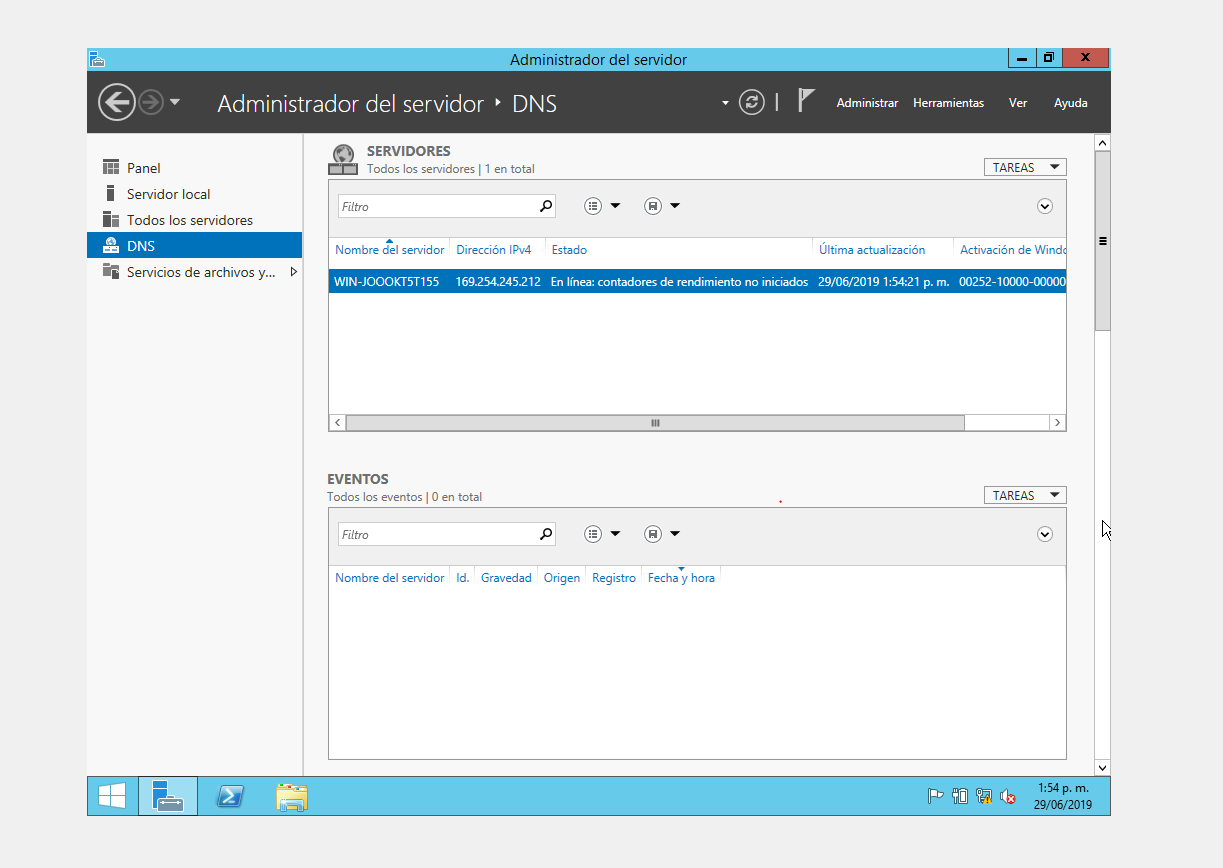 Administrador del servidor
Administrador del servidor DNS
Administrar Herramientas Ver Ayuda
Panel
Servidor local
Todos los servidores
DNS
Servicios de archivos y...
SERVIDORES
Todos los servidores | 1 en total
TAREAS
Filtro
Nombre del servidor Dirección IPv4 Estado Última actualización Activación de Windo
WIN-JOOOKT5T155 169.254.245.212 En línea: contadores de rendimiento no iniciados 29/06/2019 1:54:21 p. m. 00252-10000-00000
EVENTOS
Todos los eventos | 0 en total
TAREAS
Filtro
Nombre del servidor Id. Gravedad Origen Registro Fecha y hora
1:54 p. m.
29/06/2019